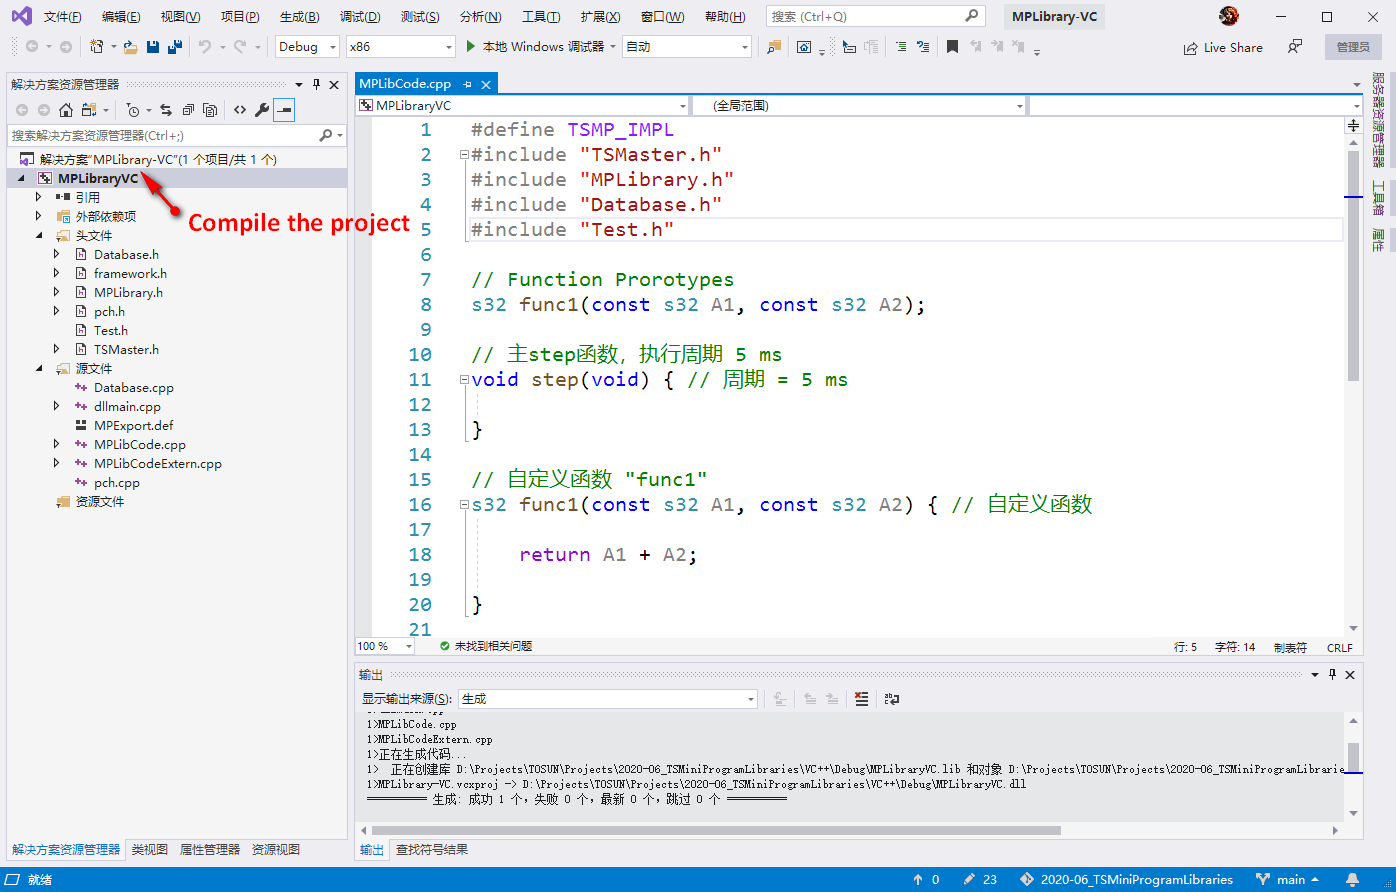 文件(F) 编辑(E) 视图(V) 项目(P) 生成(B) 调试(D) 测试(S) 分析(N) 工具(T) 扩展(X) 窗口(W) 帮助(H) 搜索 (Ctrl+Q) MPLibrary-VC
Debug x86 本地 Windows 调试器 自动 Live Share 管理员
解决方案资源管理器
搜索解决方案资源管理器(Ctrl+;)
解决方案"MPLibrary-VC"(1 个项目/共 1 个)
MPLibraryVC
引用
外部依赖项
头文件
Database.h
framework.h
MPLibrary.h
pch.h
Test.h
TSMaster.h
源文件
Database.cpp
dllmain.cpp
MPExport.def
MPLibCode.cpp
MPLibCodeExtern.cpp
pch.cpp
资源文件
Compile the project
解决方案资源管理器 类视图 属性管理器 资源视图
MPLibCode.cpp
MPLibraryVC (全局范围)
1 #define TSMP_IMPL
2 #include "TSMaster.h"
3 #include "MPLibrary.h"
4 #include "Database.h"
5 #include "Test.h"
6
7 // Function Prorotypes
8 s32 func1(const s32 A1, const s32 A2);
9
10 // 主step函数，执行周期 5 ms
11 void step(void) { // 周期 = 5 ms
12
13 }
14
15 // 自定义函数 "func1"
16 s32 func1(const s32 A1, const s32 A2) { // 自定义函数
17
18 return A1 + A2;
19
20 }
21
100 % 未找到相关问题 行: 5 字符: 14 制表符 CRLF
输出
显示输出来源(S): 生成
1>MPLibCode.cpp
1>MPLibCodeExtern.cpp
1>正在生成代码...
1> 正在创建库 D:\Projects\TOSUN\Projects\2020-06_TSMiniProgramLibraries\VC++\Debug\MPLibraryVC.lib 和对象 D:\Projects\TOSUN\Projects\2020-06_TSMiniProgramLibrarie
1>MPLibrary-VC.vcxproj -> D:\Projects\TOSUN\Projects\2020-06_TSMiniProgramLibraries\VC++\Debug\MPLibraryVC.dll
========== 生成: 成功 1 个，失败 0 个，最新 0 个，跳过 0 个 ==========
输出 查找符号结果
服务器资源管理器
工具箱
属性
就绪 0 23 2020-06_TSMiniProgramLibraries main